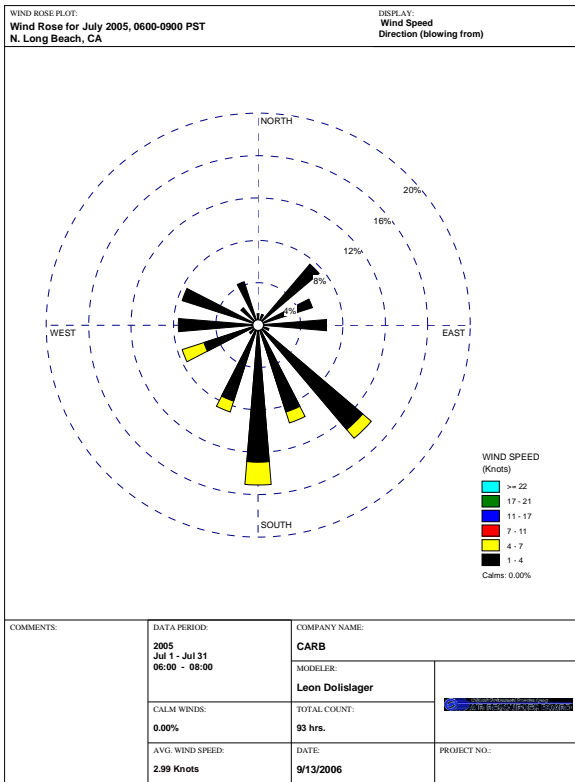 WIND ROSE PLOT:
Wind Rose for July 2005, 0600-0900 PST
N. Long Beach, CA
DISPLAY:
Wind Speed
Direction (blowing from)
NORTH
20%
16%
12%
8%
4%
WEST
EAST
SOUTH
WIND SPEED
(Knots)
>= 22
17 - 21
11 - 17
7 - 11
4 - 7
1 - 4
Calms: 0.00%
COMMENTS:
DATA PERIOD:
2005
Jul 1 - Jul 31
06:00 - 08:00
COMPANY NAME:
CARB
MODELER:
Leon Dolislager
CALM WINDS:
0.00%
TOTAL COUNT:
93 hrs.
AVG. WIND SPEED:
2.99 Knots
DATE:
9/13/2006
PROJECT NO.: